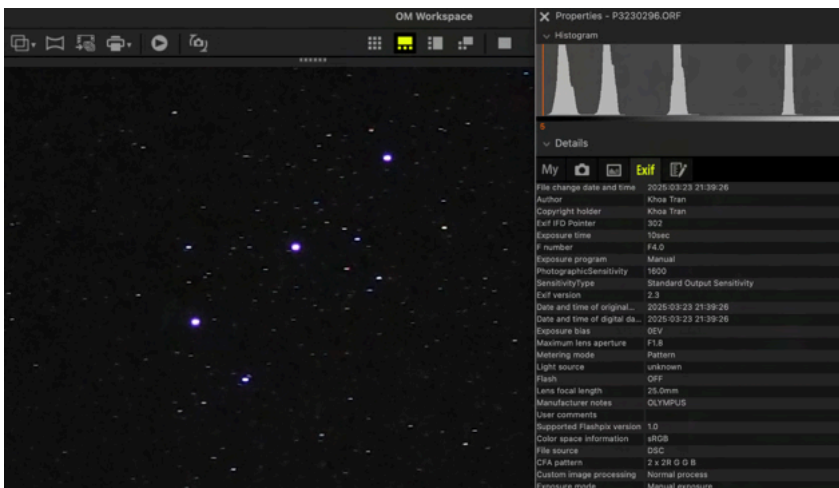 OM Workspace
Properties - P3230296.ORF
Histogram
5
Details
My Exif
File change date and time 2025:03:23 21:39:26
Author Khoa Tran
Copyright holder Khoa Tran
Exif IFD Pointer 302
Exposure time 10sec
F number F4.0
Exposure program Manual
PhotographicSensitivity 1600
SensitivityType Standard Output Sensitivity
Exif version 2.3
Date and time of original... 2025:03:23 21:39:26
Date and time of digital da... 2025:03:23 21:39:26
Exposure bias 0EV
Maximum lens aperture F1.8
Metering mode Pattern
Light source unknown
Flash OFF
Lens focal length 25.0mm
Manufacturer notes OLYMPUS
User comments
Supported Flashpix version 1.0
Color space information sRGB
File source DSC
CFA pattern 2 x 2R G G B
Custom image processing Normal process
Exposure mode Manual exposure